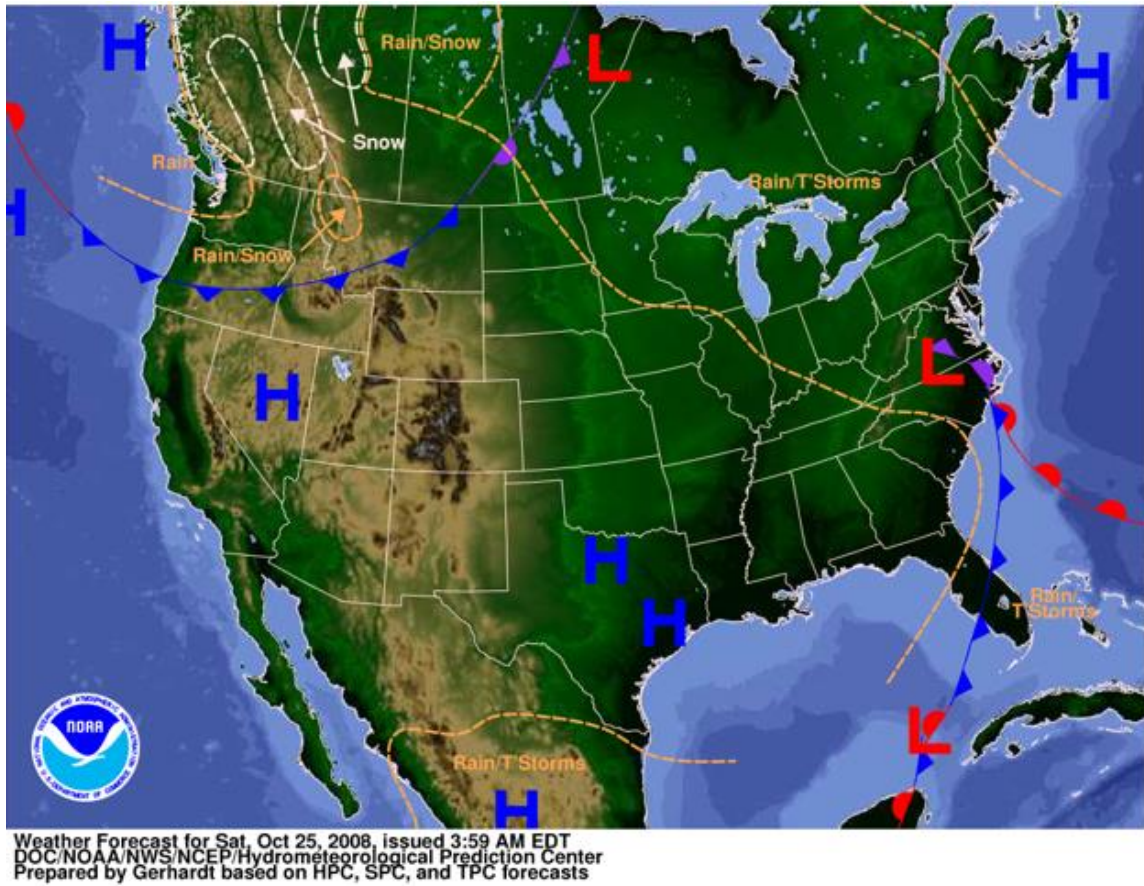 H
Rain/Snow
L
H
Snow
Rain
Rain/T'Storms
H
Rain/Snow
L
H
H
H
Rain/
T'Storms
L
Rain/T'Storms
H
NOAA
Weather Forecast for Sat, Oct 25, 2008, issued 3:59 AM EDT
DOC/NOAA/NWS/NCEP/Hydrometeorological Prediction Center
Prepared by Gerhardt based on HPC, SPC, and TPC forecasts